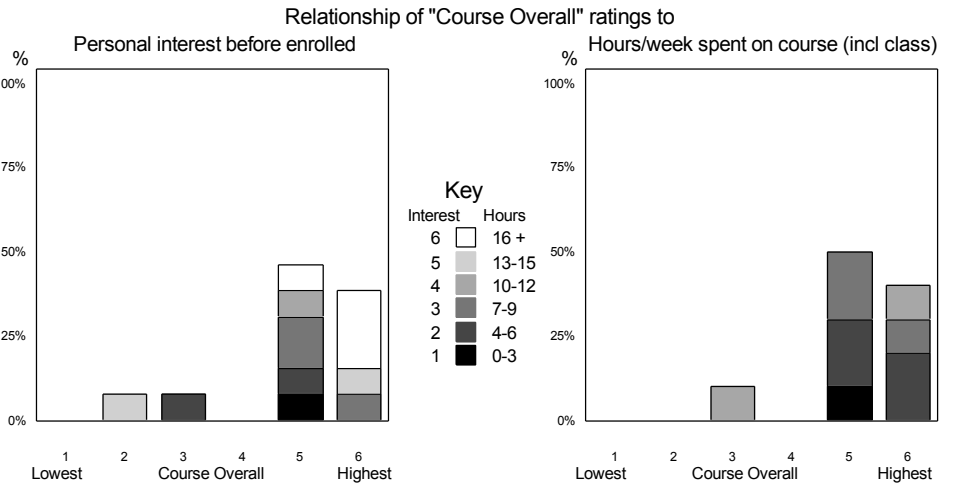 Relationship of "Course Overall" ratings to
Personal interest before enrolled
%
00%
75%
50%
25%
0%
1 2 3 4 5 6
Lowest Course Overall Highest
Key
Interest Hours
6 16 +
5 13-15
4 10-12
3 7-9
2 4-6
1 0-3
Hours/week spent on course (incl class)
%
100%
75%
50%
25%
0%
1 2 3 4 5 6
Lowest Course Overall Highest